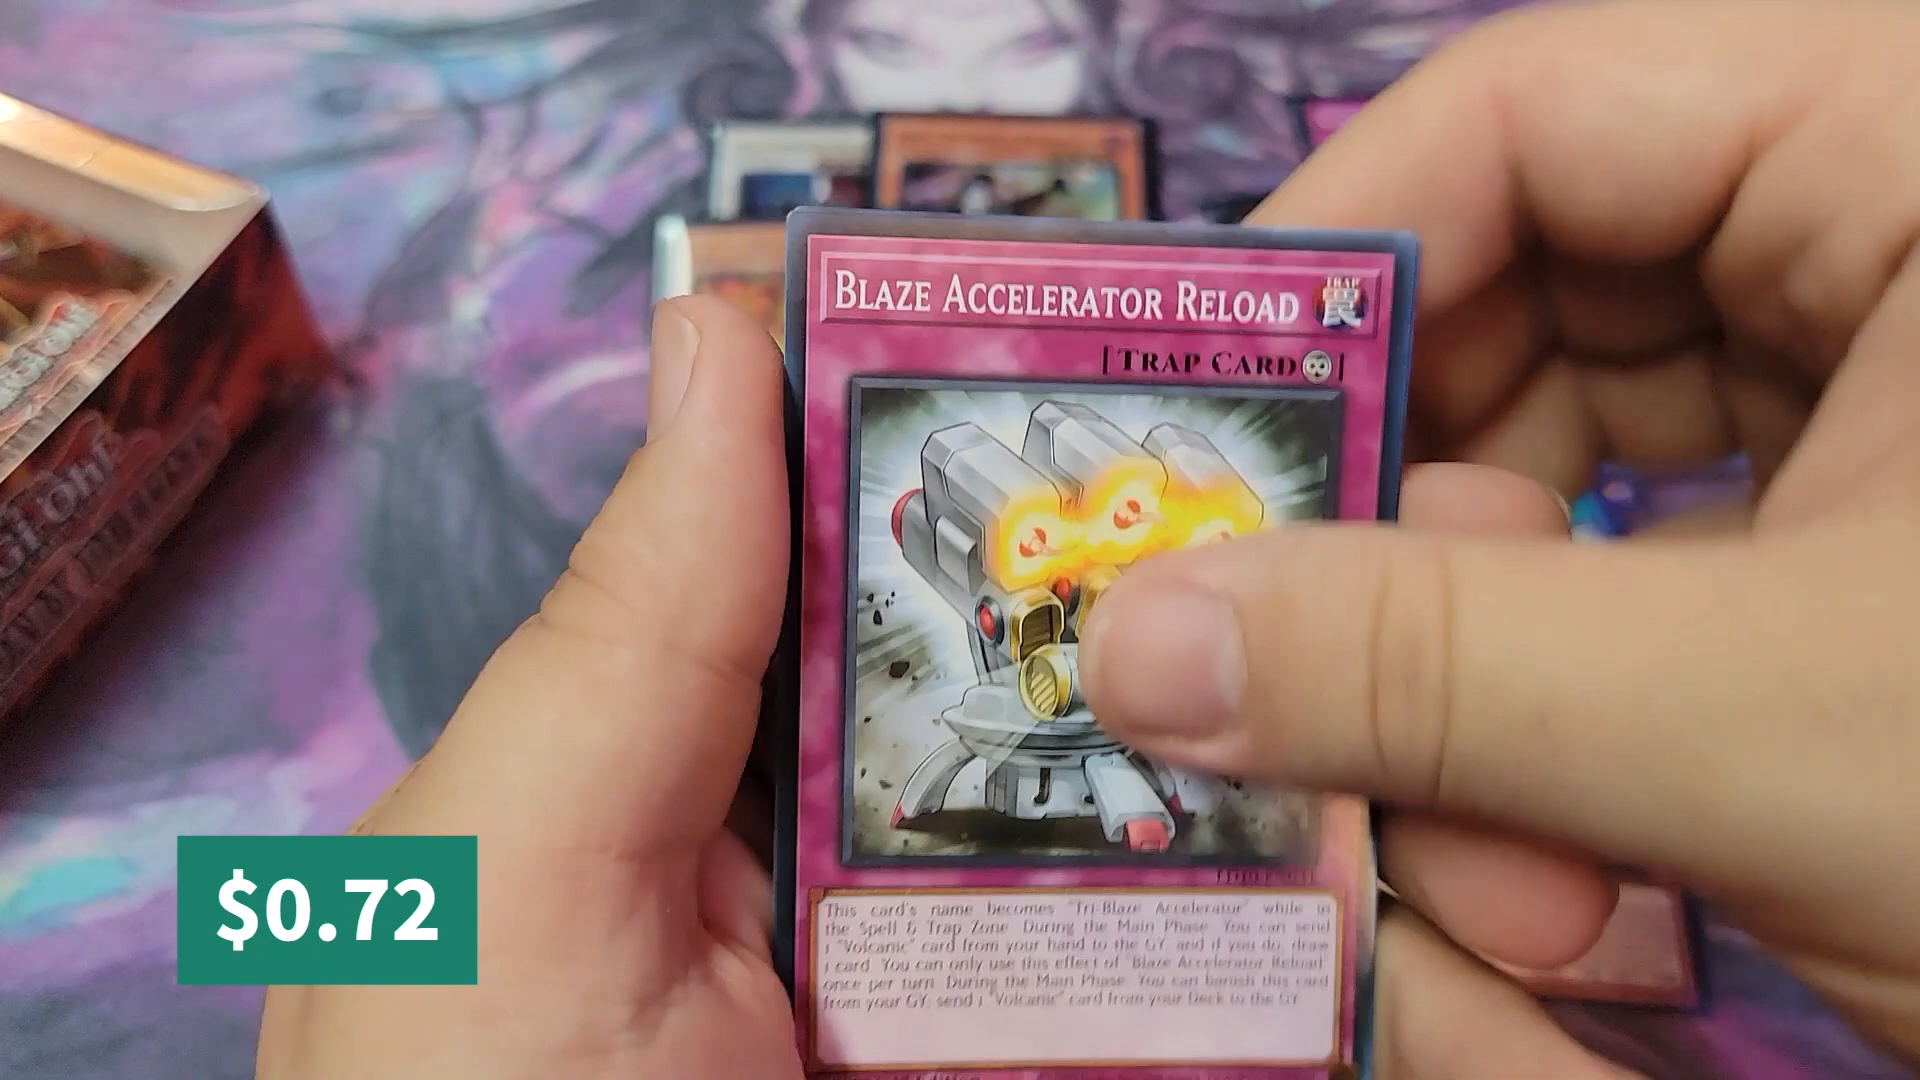 BLAZE ACCELERATOR RELOAD
TRAP
罠
[TRAP CARD ]
This card's name becomes "Tri-Blaze Accelerator" while in
the Spell & Trap Zone. During the Main Phase: You can send
1 "Volcanic" card from your hand to the GY, and if you do, draw
1 card. You can only use this effect of "Blaze Accelerator Reload"
once per turn. During the Main Phase: You can banish this card
from your GY; send 1 "Volcanic" card from your Deck to the GY.
$0.72